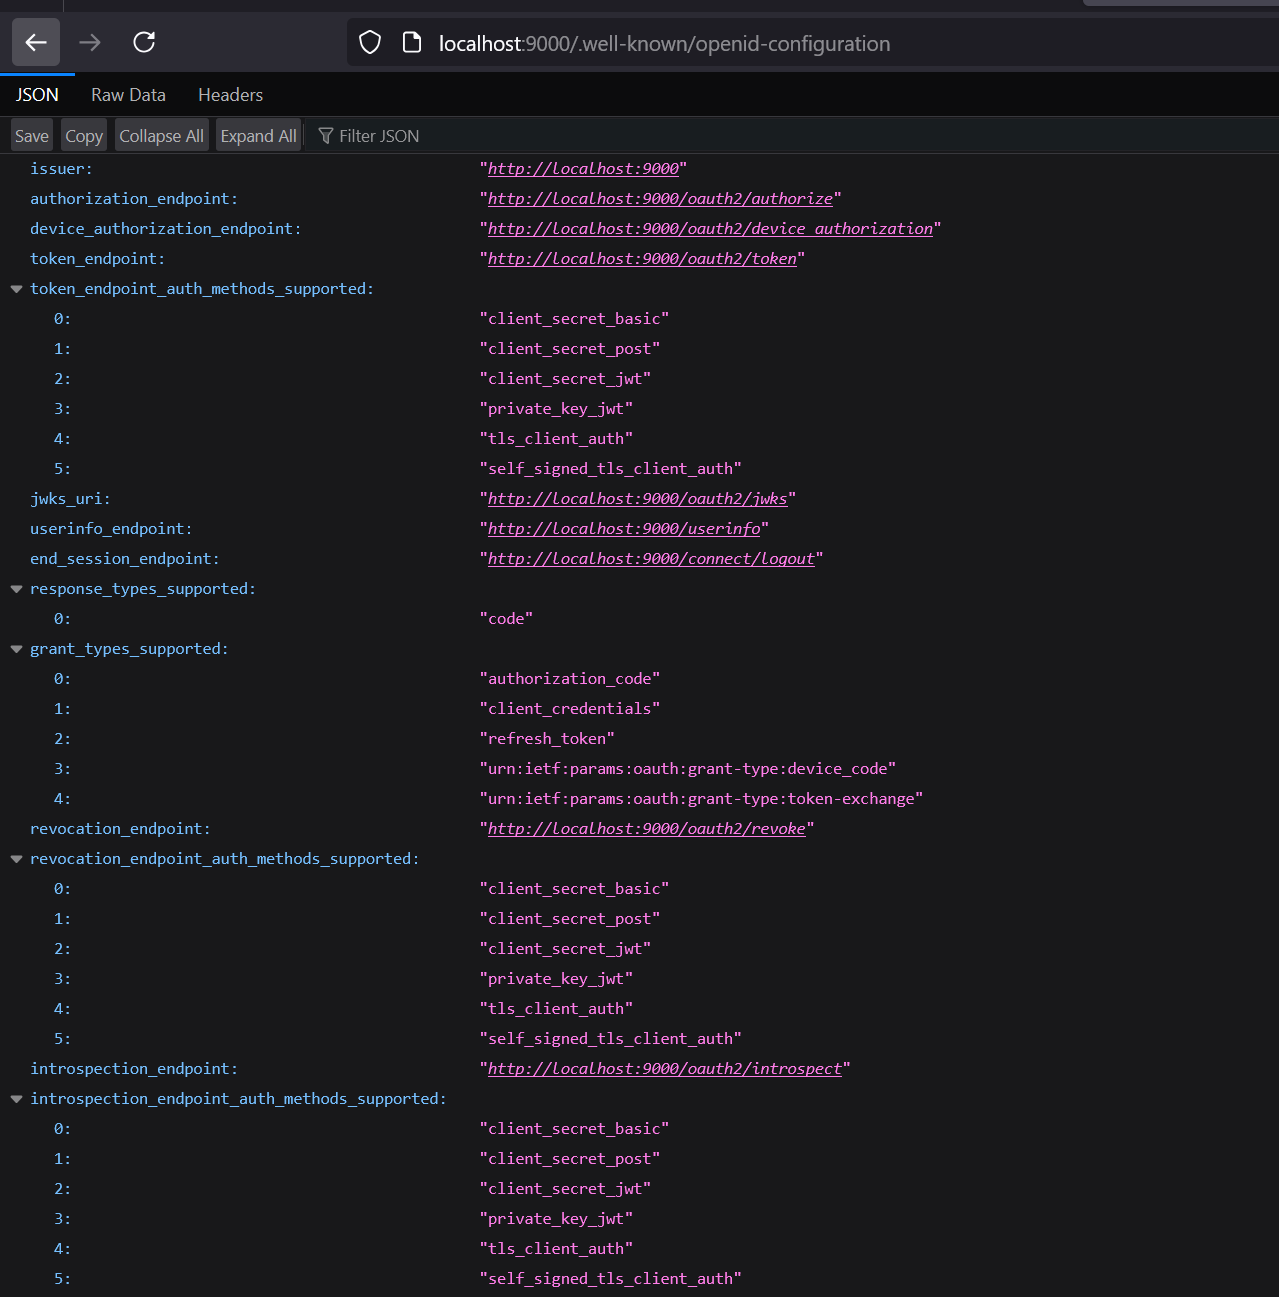 localhost:9000/.well-known/openid-configuration
JSON Raw Data Headers
Save Copy Collapse All Expand All Filter JSON
issuer: "http://localhost:9000"
authorization_endpoint: "http://localhost:9000/oauth2/authorize"
device_authorization_endpoint: "http://localhost:9000/oauth2/device_authorization"
token_endpoint: "http://localhost:9000/oauth2/token"
token_endpoint_auth_methods_supported:
0: "client_secret_basic"
1: "client_secret_post"
2: "client_secret_jwt"
3: "private_key_jwt"
4: "tls_client_auth"
5: "self_signed_tls_client_auth"
jwks_uri: "http://localhost:9000/oauth2/jwks"
userinfo_endpoint: "http://localhost:9000/userinfo"
end_session_endpoint: "http://localhost:9000/connect/logout"
response_types_supported:
0: "code"
grant_types_supported:
0: "authorization_code"
1: "client_credentials"
2: "refresh_token"
3: "urn:ietf:params:oauth:grant-type:device_code"
4: "urn:ietf:params:oauth:grant-type:token-exchange"
revocation_endpoint: "http://localhost:9000/oauth2/revoke"
revocation_endpoint_auth_methods_supported:
0: "client_secret_basic"
1: "client_secret_post"
2: "client_secret_jwt"
3: "private_key_jwt"
4: "tls_client_auth"
5: "self_signed_tls_client_auth"
introspection_endpoint: "http://localhost:9000/oauth2/introspect"
introspection_endpoint_auth_methods_supported:
0: "client_secret_basic"
1: "client_secret_post"
2: "client_secret_jwt"
3: "private_key_jwt"
4: "tls_client_auth"
5: "self_signed_tls_client_auth"